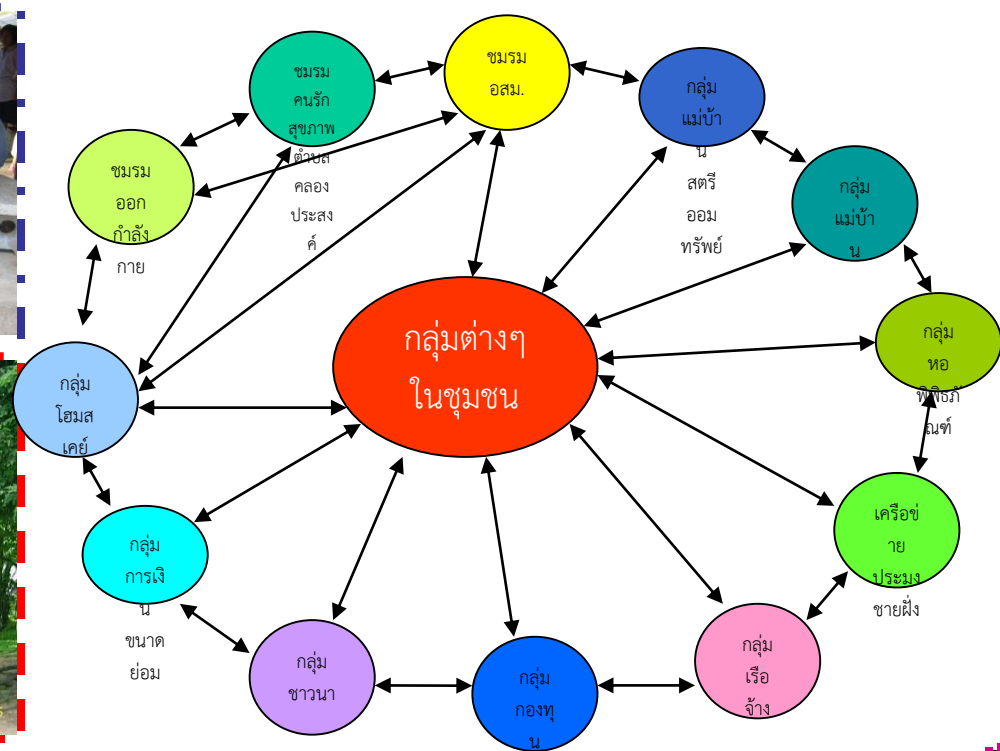 ชมรม
อสม.
ชมรม
คนรัก
สุขภาพ
ตำบล
คลอง
ประสง
ค์
กลุ่ม
แม่บ้า
น
สตรี
ออม
ทรัพย์
ชมรม
ออก
กำลัง
กาย
กลุ่ม
แม่บ้า
น
กลุ่มต่างๆ
ในชุมชน
กลุ่ม
หอ
พิพิธภั
ณฑ์
กลุ่ม
โฮมส
เตย์
เครือข่
าย
ประมง
ชายฝั่ง
กลุ่ม
การเงิ
น
ขนาด
ย่อม
กลุ่ม
ชาวนา
กลุ่ม
กองทุ
น
กลุ่ม
เรือ
จ้าง